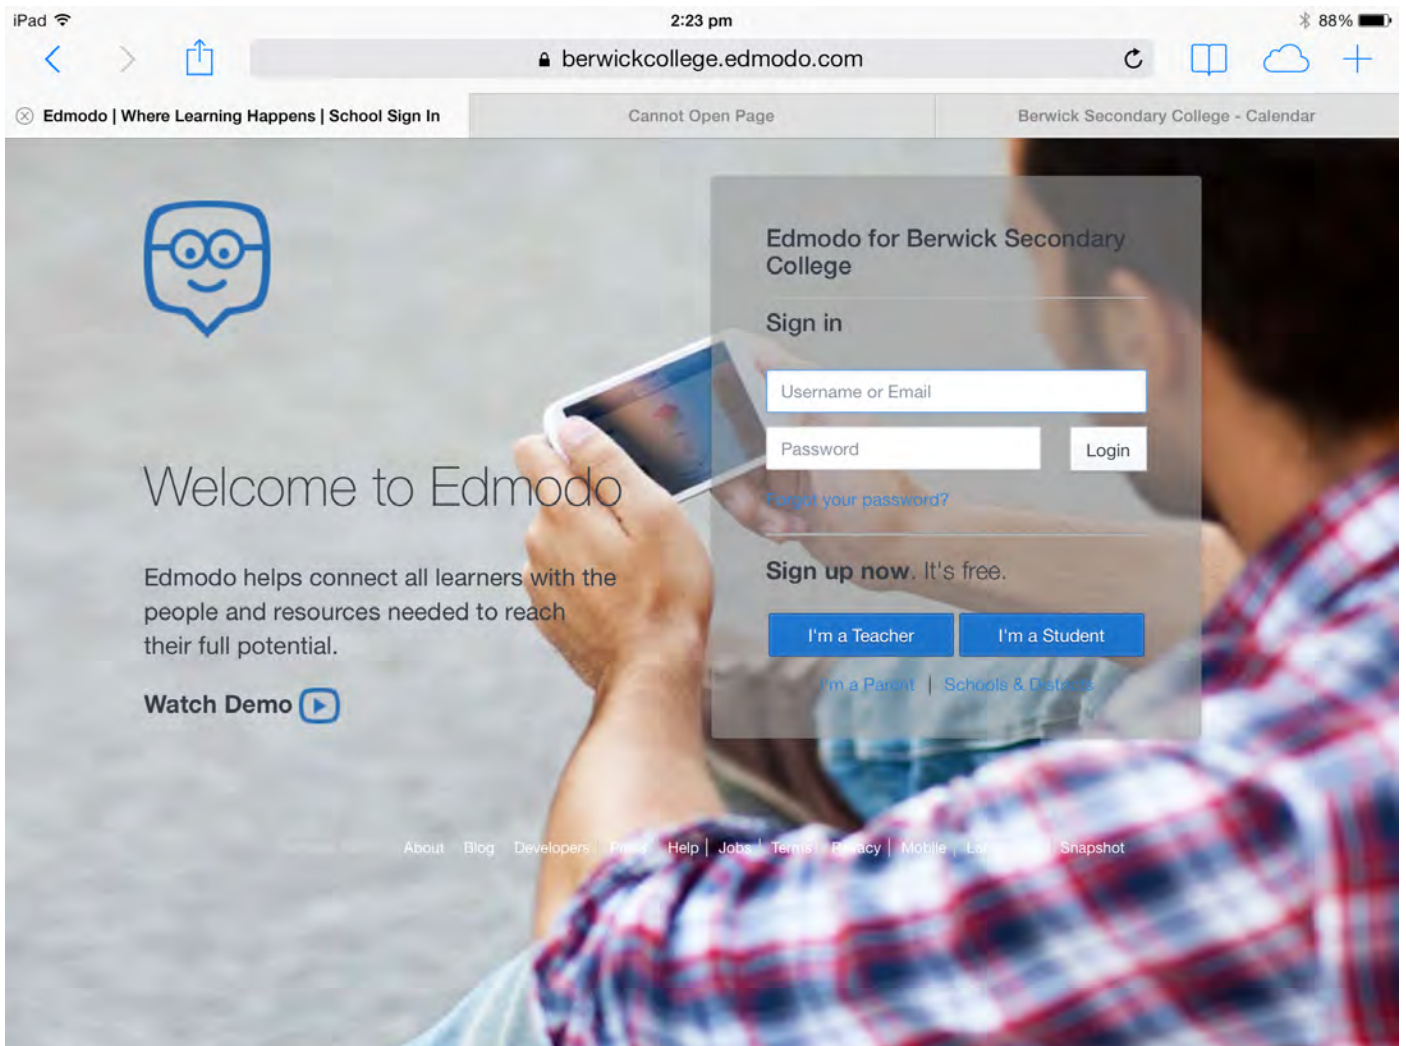 iPad 2:23 pm 88%
berwickcollege.edmodo.com
Edmodo | Where Learning Happens | School Sign In Cannot Open Page Berwick Secondary College - Calendar
Edmodo for Berwick Secondary
College
Sign in
Username or Email
Password Login
Forgot your password?
Welcome to Edmodo
Edmodo helps connect all learners with the
people and resources needed to reach
their full potential.
Watch Demo
Sign up now. It's free.
I'm a Teacher I'm a Student
I'm a Parent | Schools & Districts
About Blog Developers Help | Jobs Terms Privacy | Mobile Snapshot